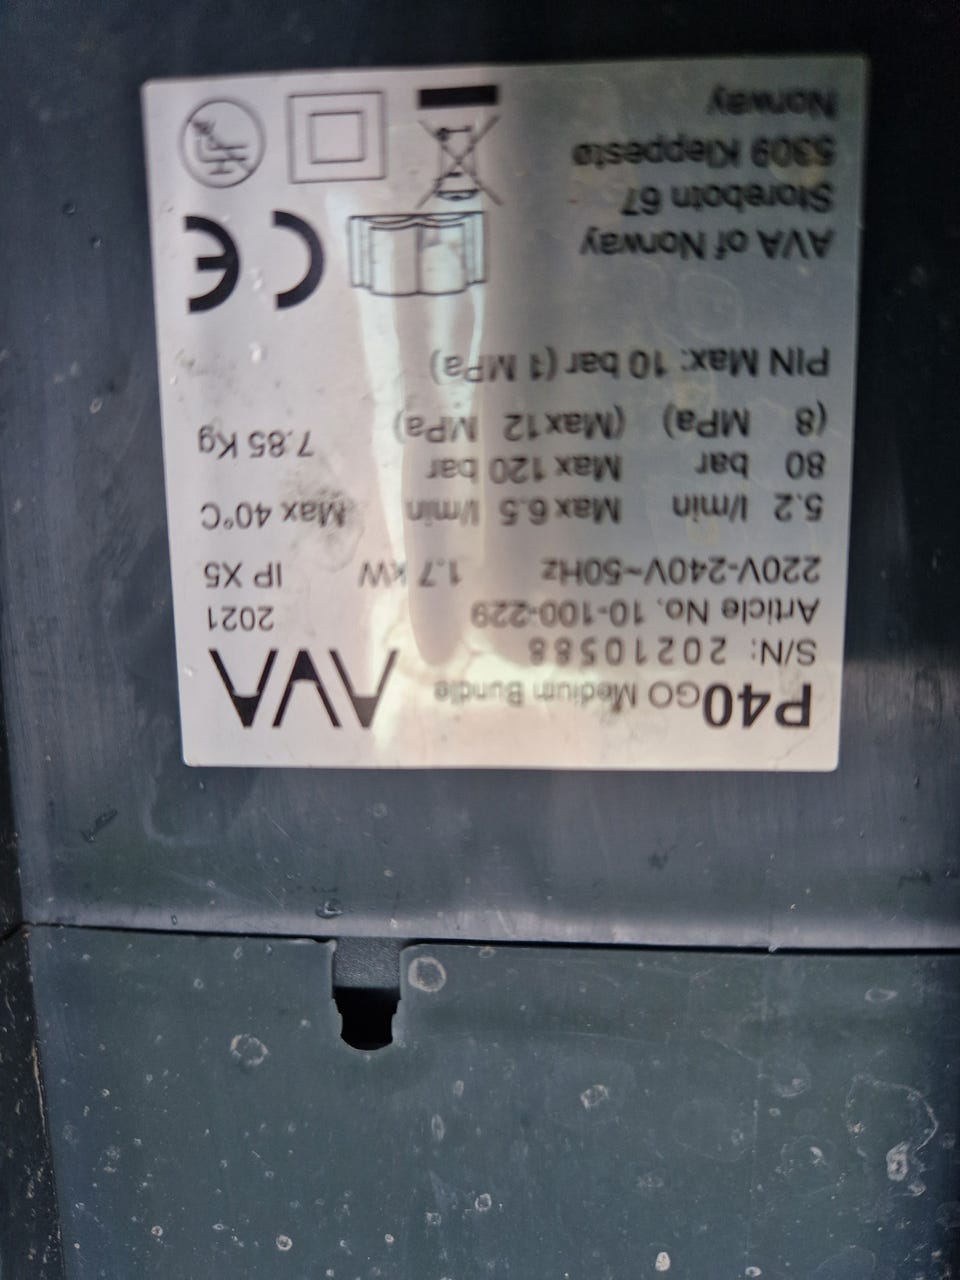 P40GO Medium Bundle AVA
S/N: 20210588
Article No. 10-100-229 2021
220V-240V~50Hz 1.7 kW IP X5
5.2 l/min Max 6.5 l/min Max 40°C
80 bar Max 120 bar
(8 MPa) (Max12 MPa) 7.85 Kg
PIN Max: 10 bar (1 MPa)
AVA of Norway
Storebotn 67
5309 Kleppestø
Norway
CE